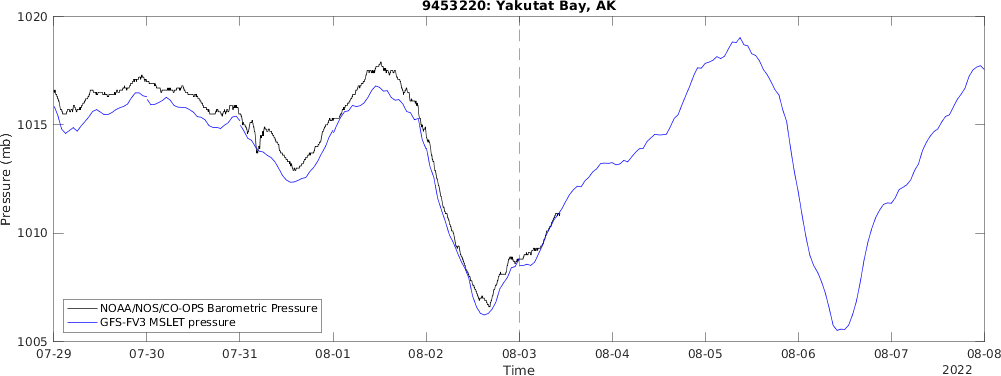 9453220: Yakutat Bay, AK
1020
1015
1010
1005
Pressure (mb)
NOAA/NOS/CO-OPS Barometric Pressure
GFS-FV3 MSLET pressure
07-29 07-30 07-31 08-01 08-02 08-03 08-04 08-05 08-06 08-07 08-08
Time
2022